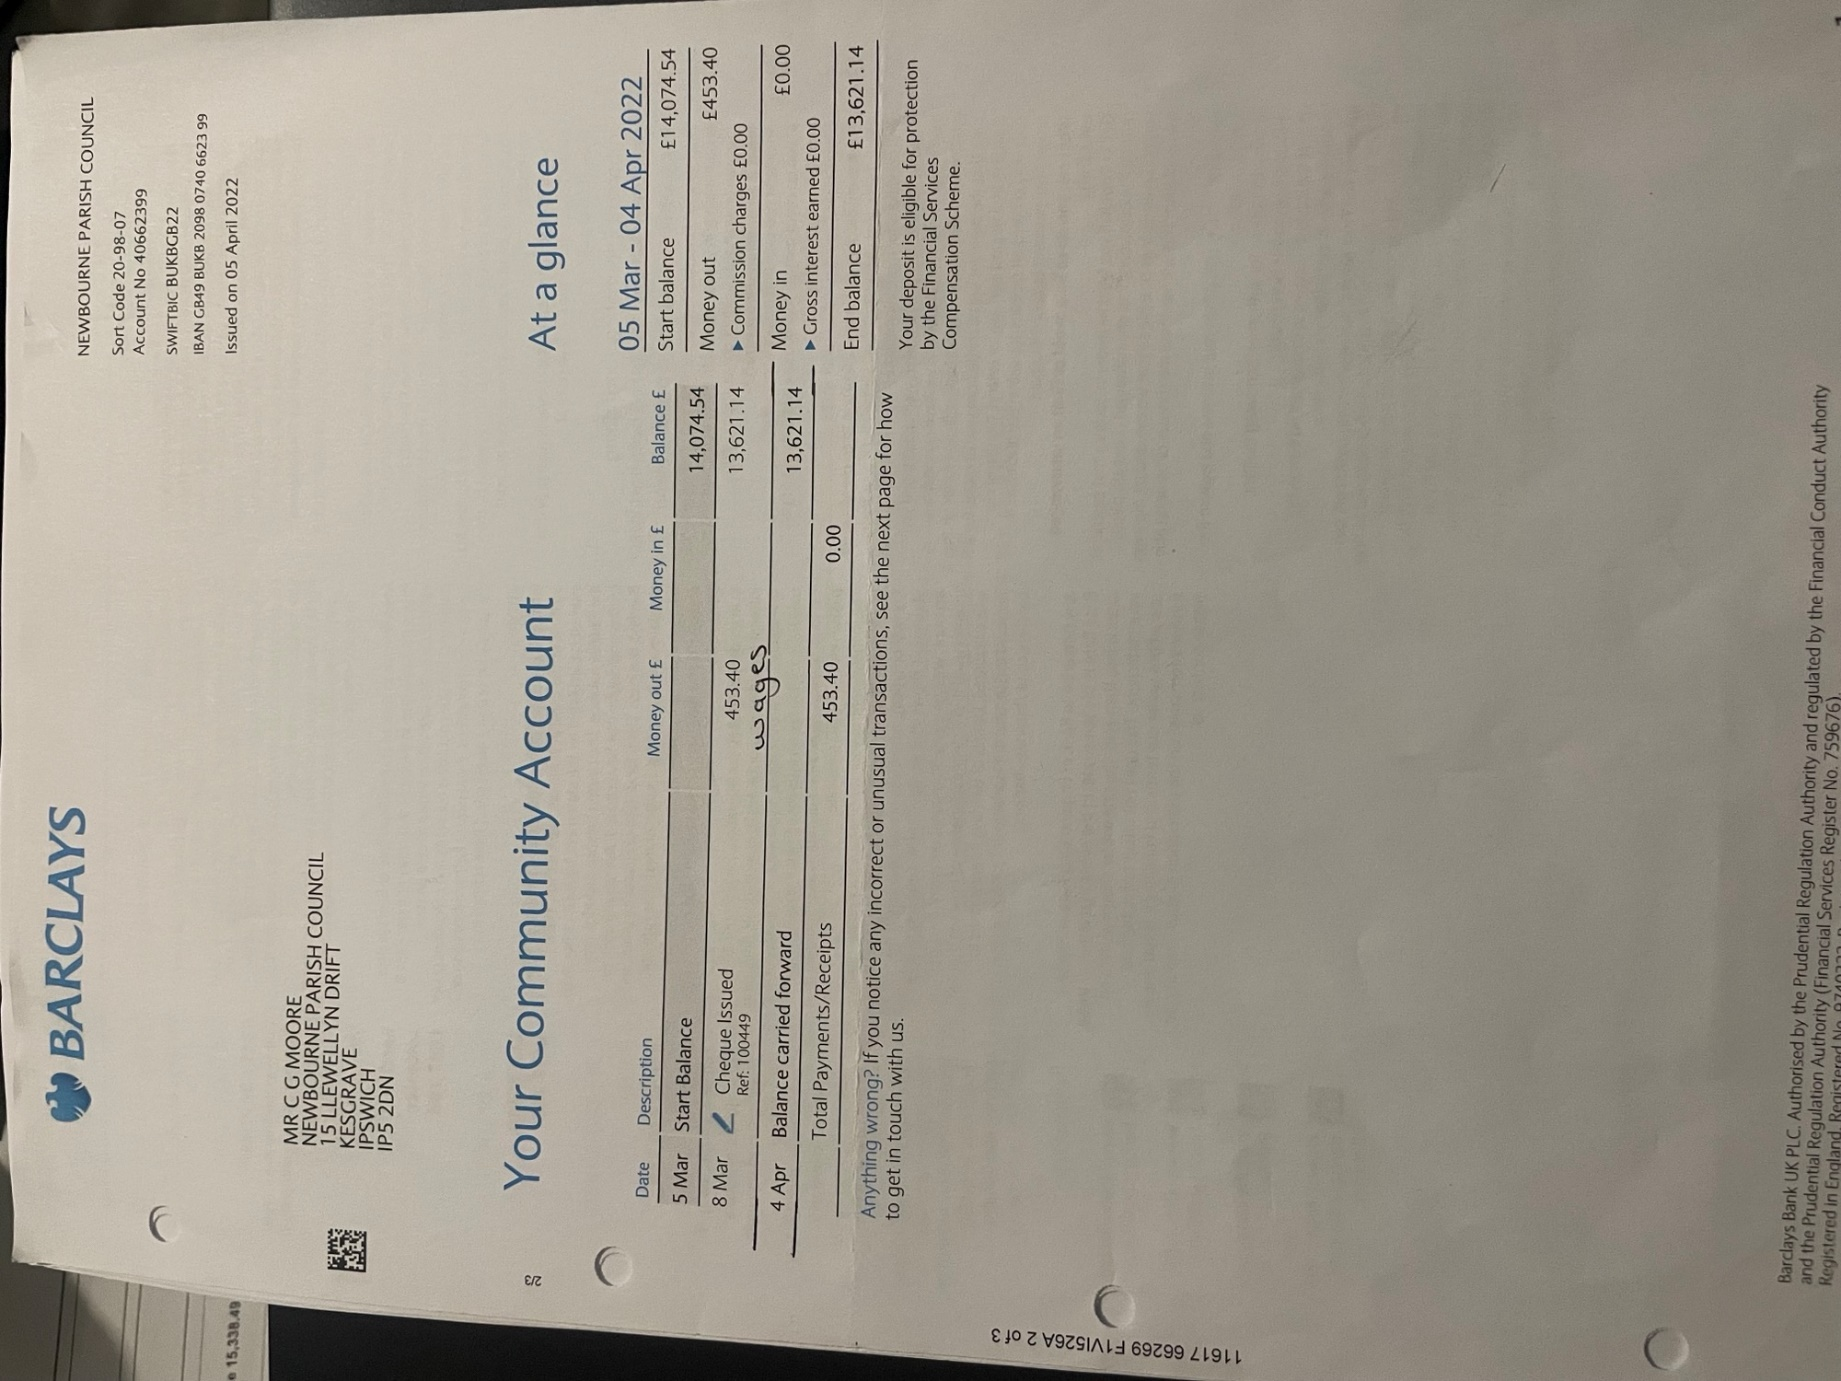 BARCLAYS
NEWBOURNE PARISH COUNCIL
Sort Code 20-98-07
Account No 40662399
SWIFTBIC BUKBGB22
IBAN GB49 BUKB 2098 0740 6623 99
Issued on 05 April 2022
MR C G MOORE
NEWBOURNE PARISH COUNCIL
15 LLEWELLYN DRIFT
KESGRAVE
IPSWICH
IP5 2DN
2/3
Your Community Account
Date Description Money out £ Money in £ Balance £
5 Mar Start Balance 14,074.54
8 Mar Cheque Issued 453.40 13,621.14
Ref: 100449
wages
4 Apr Balance carried forward 13,621.14
Total Payments/Receipts 453.40 0.00
Anything wrong? If you notice any incorrect or unusual transactions, see the next page for how
to get in touch with us.
At a glance
05 Mar - 04 Apr 2022
Start balance £14,074.54
Money out £453.40
▶ Commission charges £0.00
Money in £0.00
▶ Gross interest earned £0.00
End balance £13,621.14
Your deposit is eligible for protection
by the Financial Services
Compensation Scheme.
11617 66269 F1VI526A 2 of 3
Barclays Bank UK PLC. Authorised by the Prudential Regulation Authority and regulated by the Financial Conduct Authority
and the Prudential Regulation Authority (Financial Services Register No. 759676).
Registered in England. Registered No.
e 15,338.49